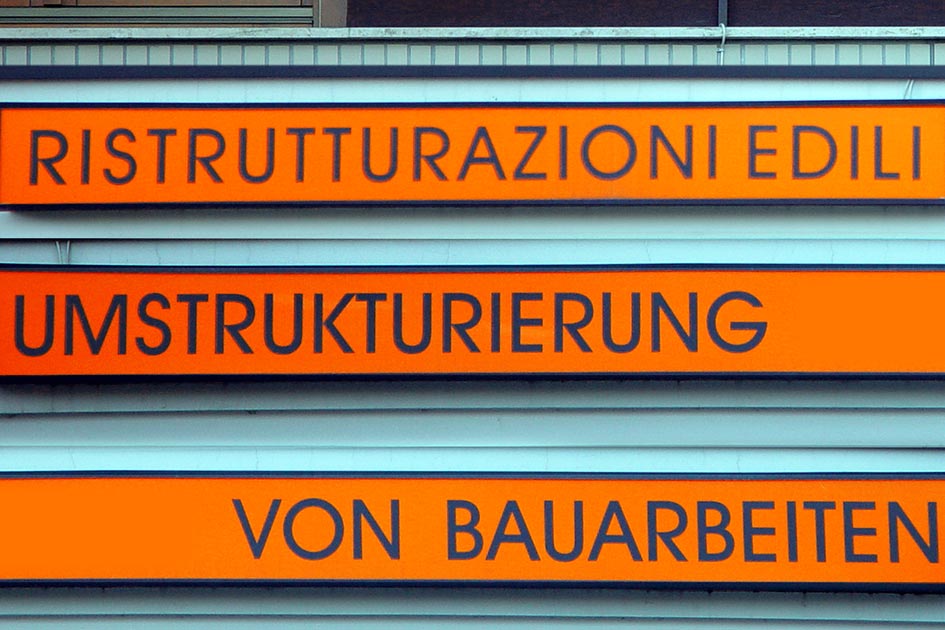 RISTRUTTURAZIONI EDILI
UMSTRUKTURIERUNG
VON BAUARBEITEN